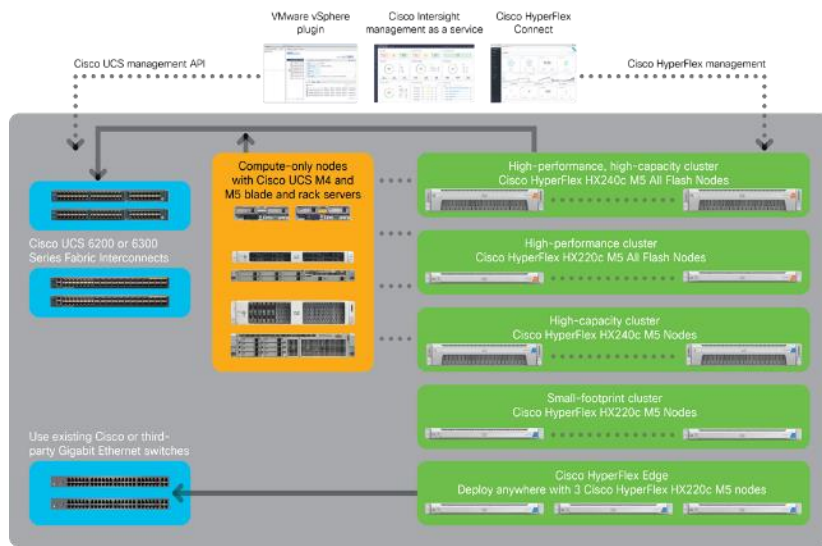 VMware vSphere
plugin
Cisco Intersight
management as a service
Cisco HyperFlex
Connect
Cisco UCS management API
Cisco HyperFlex management
Compute-only nodes
with Cisco UCS M4 and
M5 blade and rack servers
High-performance, high-capacity cluster
Cisco HyperFlex HX240c M5 All Flash Nodes
Cisco UCS 6200 or 6300
Series Fabric Interconnects
High-performance cluster
Cisco HyperFlex HX220c M5 All Flash Nodes
High-capacity cluster
Cisco HyperFlex HX240c M5 Nodes
Small-footprint cluster
Cisco HyperFlex HX220c M5 Nodes
Use existing Cisco or third-
party Gigabit Ethernet switches
Cisco HyperFlex Edge
Deploy anywhere with 3 Cisco HyperFlex HX220c M5 nodes